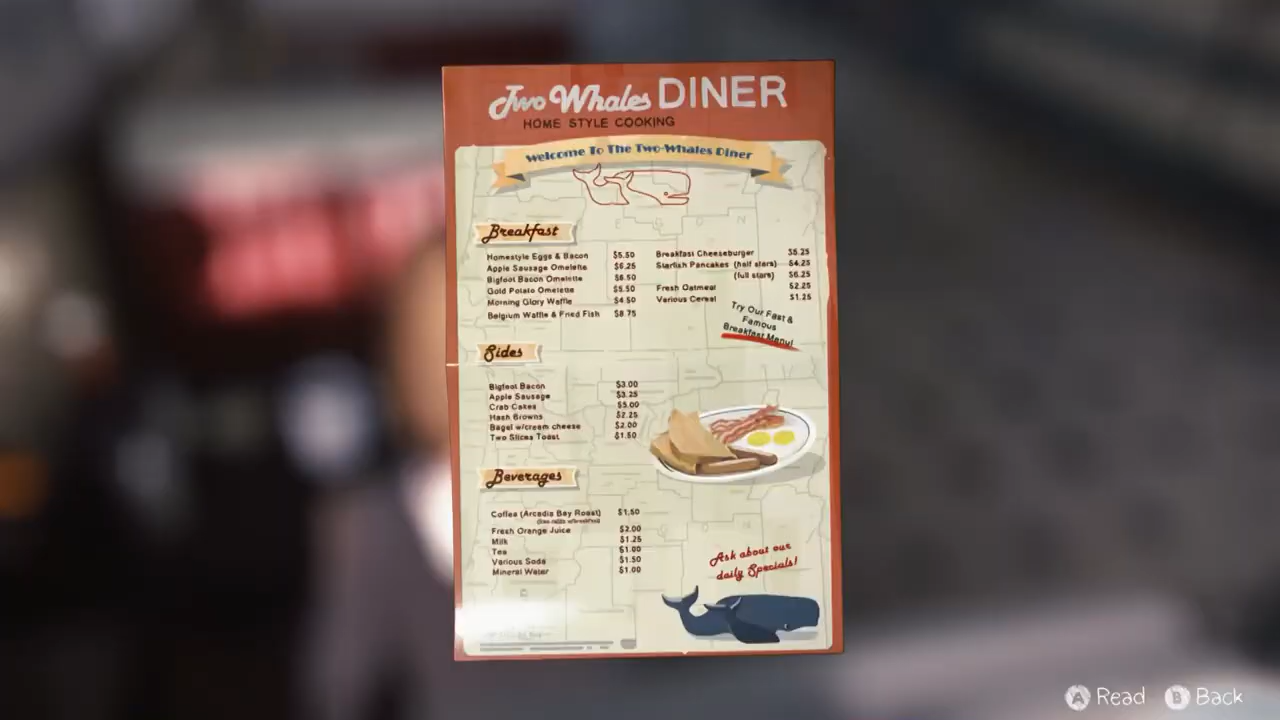 Two Whales DINER
HOME STYLE COOKING
Welcome To The Two-Whales Diner
Breakfast
Homestyle Eggs & Bacon $5.50
Apple Sausage Omelette $6.25
Bigfoot Bacon Omelette $6.50
Gold Potato Omelette $5.50
Morning Glory Waffle $4.50
Belgium Waffle & Fried Fish $8.75
Breakfast Cheeseburger $5.25
Starfish Pancakes (half stars) $4.25
(full stars) $6.25
Fresh Oatmeal $2.25
Various Cereal $1.25
Try Our Fast &
Famous
Breakfast Menu!
Sides
Bigfoot Bacon $3.00
Apple Sausage $3.25
Crab Cakes $5.00
Hash Browns $2.25
Bagel w/cream cheese $2.00
Two Slices Toast $1.50
Beverages
Coffee (Arcadia Bay Roast) $1.50
Fresh Orange Juice $2.00
Milk $1.25
Tea $1.00
Various Soda $1.50
Mineral Water $1.00
Ask about our
daily Specials!
A Read B Back